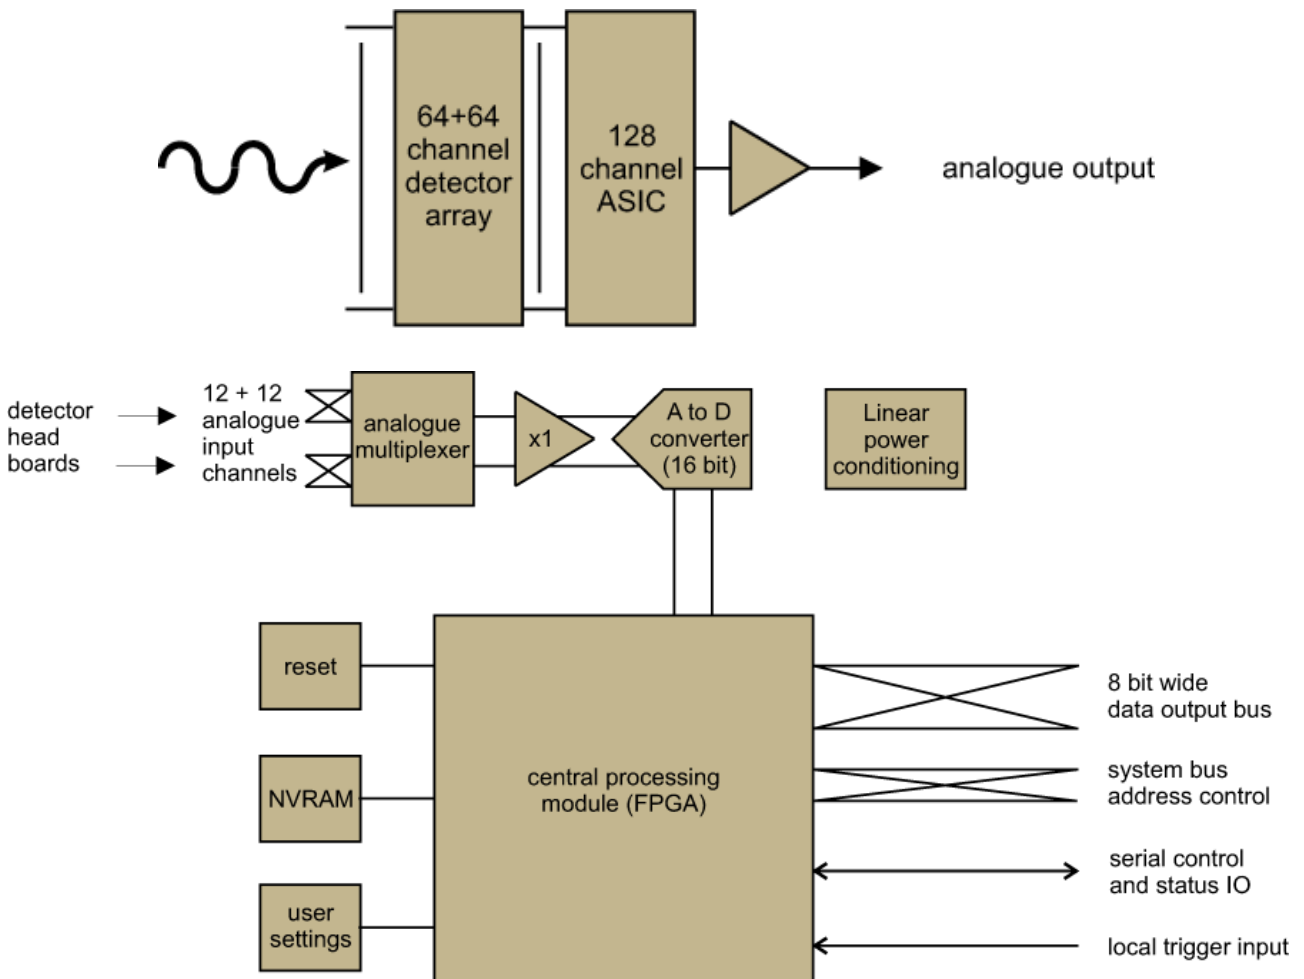 64+64
channel
detector
array
128
channel
ASIC
analogue output
detector
head
boards
12 + 12
analogue
input
channels
analogue
multiplexer
x1
A to D
converter
(16 bit)
Linear
power
conditioning
reset
NVRAM
user
settings
central processing
module (FPGA)
8 bit wide
data output bus
system bus
address control
serial control
and status IO
local trigger input